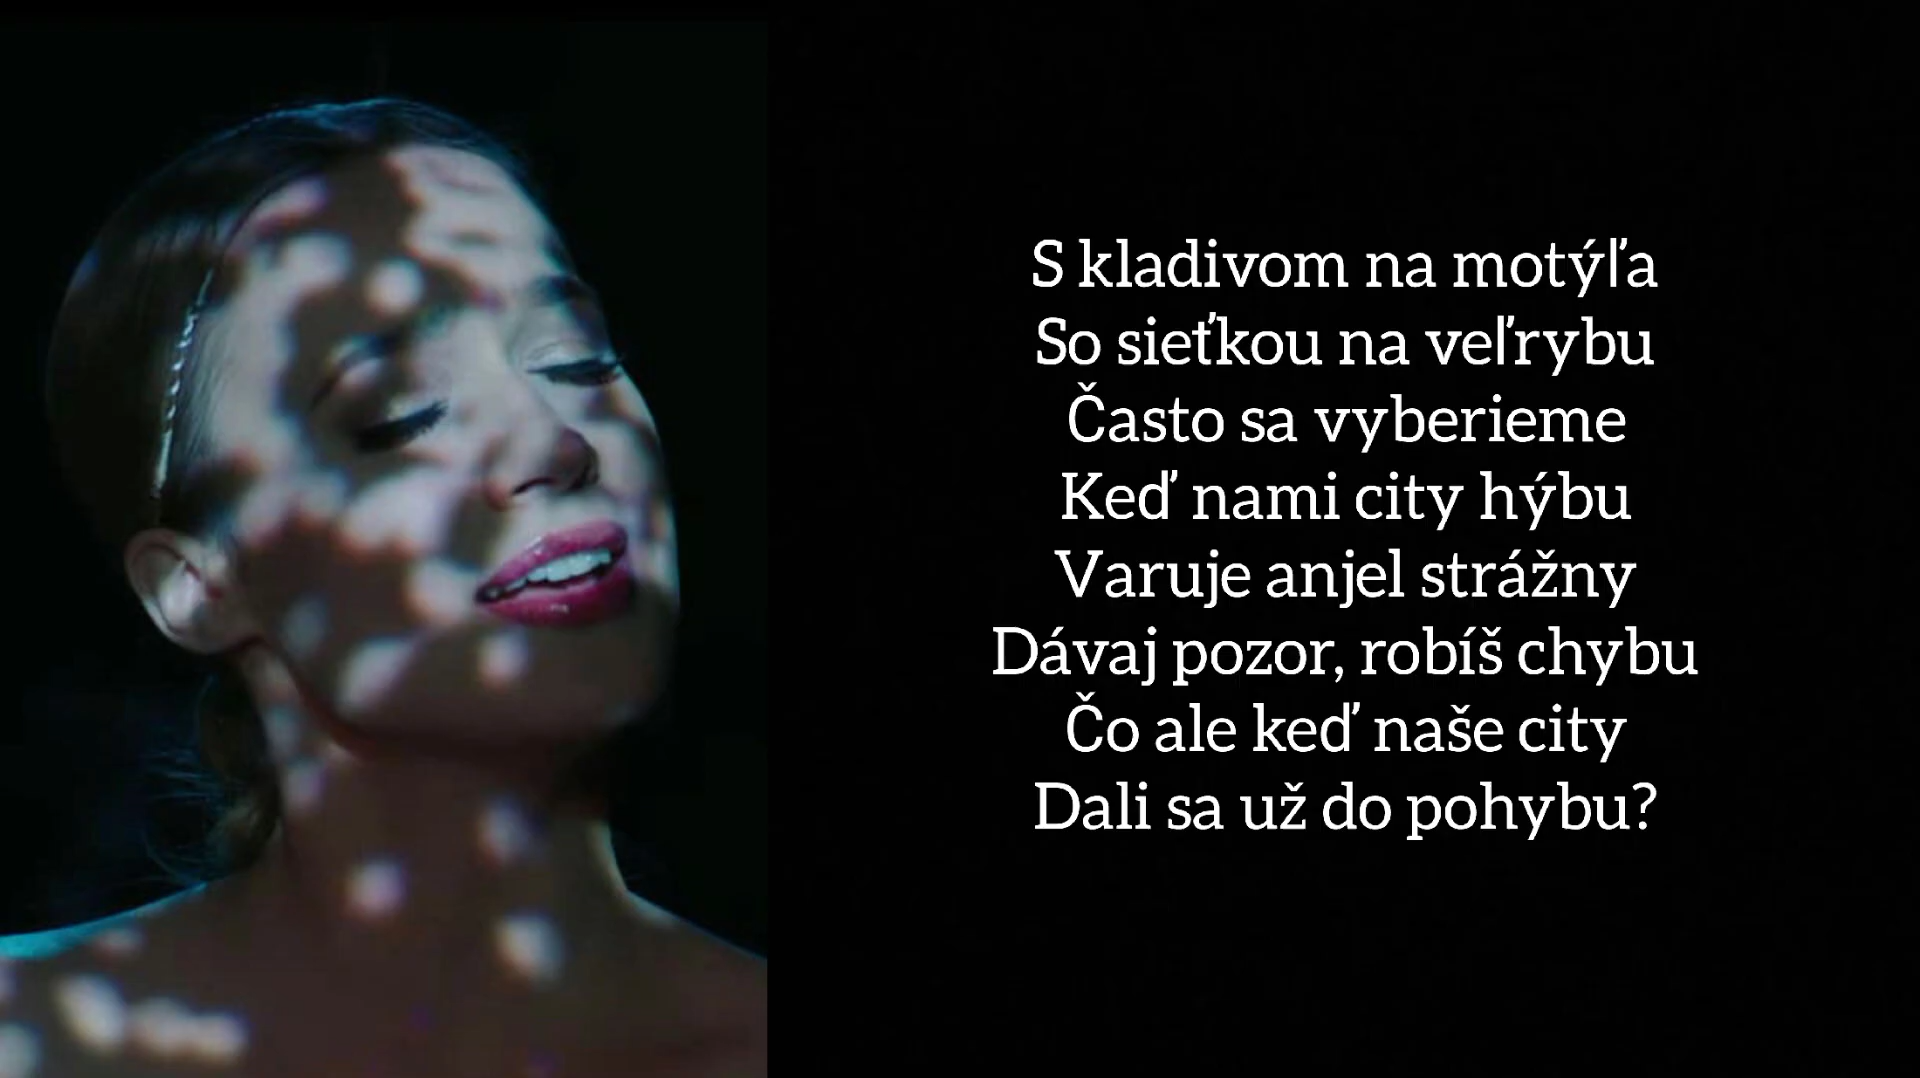 S kladivom na motýľa
So sieťkou na veľrybu
Často sa vyberieme
Keď nami city hýbu
Varuje anjel strážny
Dávaj pozor, robíš chybu
Čo ale keď naše city
Dali sa už do pohybu?